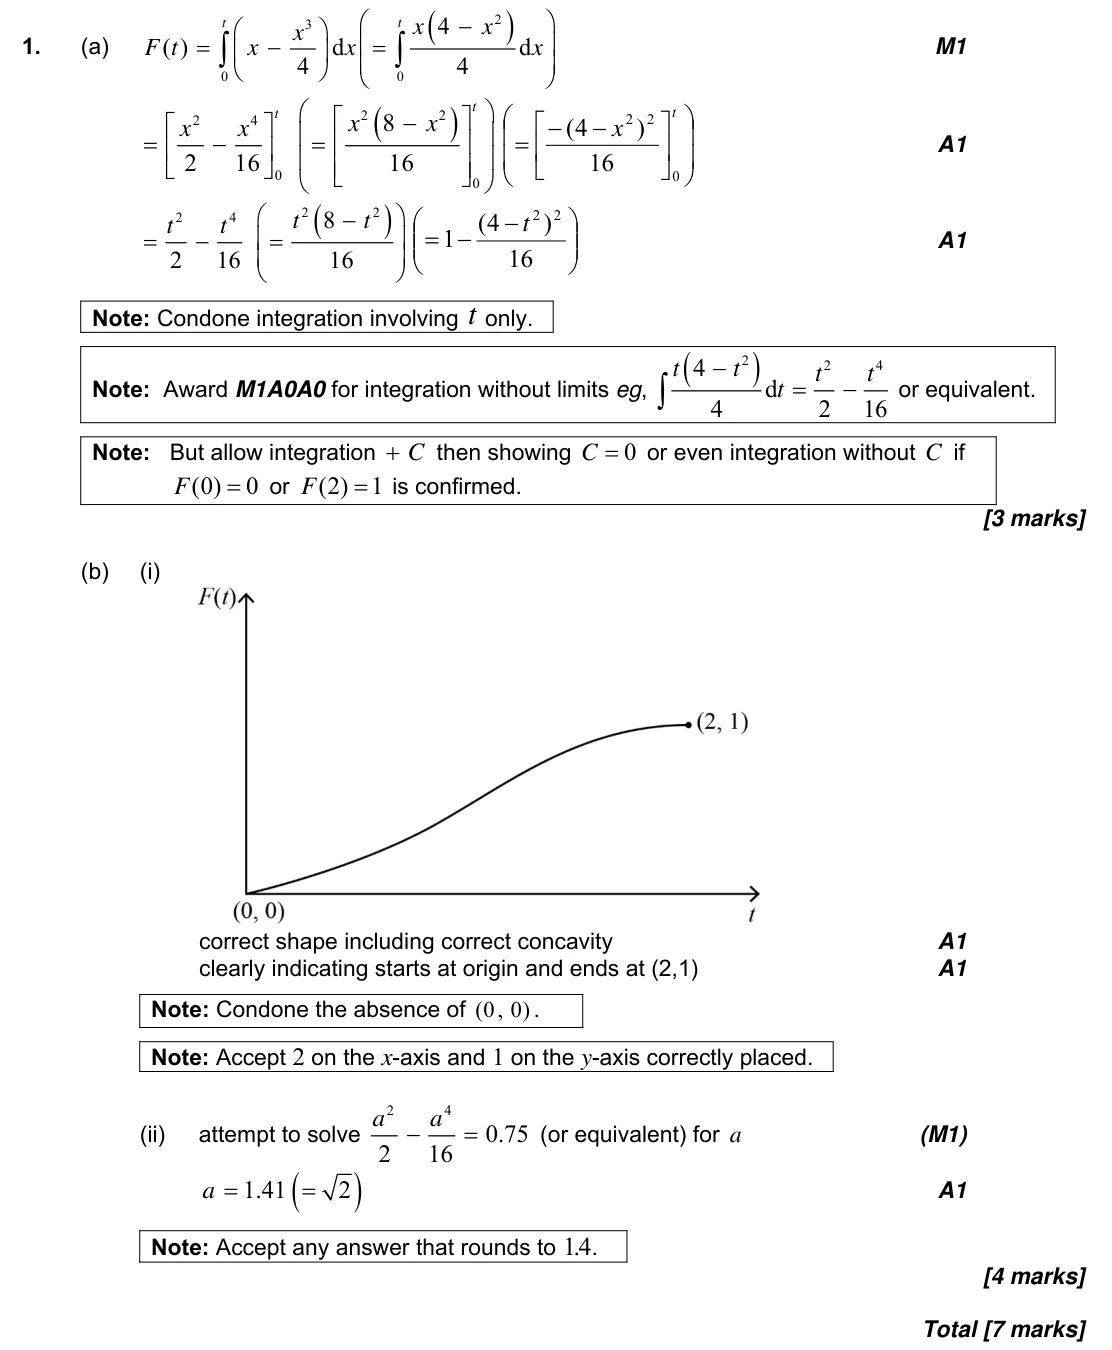 1. (a) F(t) = ∫₀ᵗ (x − x³/4) dx (= ∫₀ᵗ x(4 − x²)/4 dx) M1
= [x²/2 − x⁴/16]₀ᵗ (= [x²(8 − x²)/16]₀ᵗ) (= [−(4 − x²)²/16]₀ᵗ) A1
= t²/2 − t⁴/16 (= t²(8 − t²)/16) (= 1 − (4 − t²)²/16) A1
Note: Condone integration involving t only.
Note: Award M1A0A0 for integration without limits eg, ∫ t(4 − t²)/4 dt = t²/2 − t⁴/16 or equivalent.
Note: But allow integration + C then showing C = 0 or even integration without C if
F(0) = 0 or F(2) = 1 is confirmed.
[3 marks]
(b) (i)
F(t)
(2, 1)
(0, 0)
t
correct shape including correct concavity A1
clearly indicating starts at origin and ends at (2,1) A1
Note: Condone the absence of (0, 0).
Note: Accept 2 on the x-axis and 1 on the y-axis correctly placed.
(ii) attempt to solve a²/2 − a⁴/16 = 0.75 (or equivalent) for a (M1)
a = 1.41 (= √2) A1
Note: Accept any answer that rounds to 1.4.
[4 marks]
Total [7 marks]